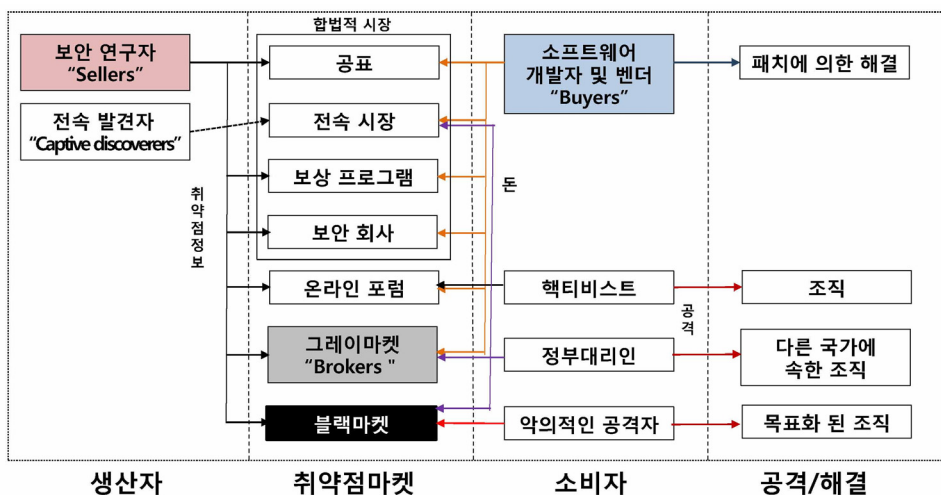 합법적 시장
보안 연구자
“Sellers”
공표
소프트웨어
개발자 및 벤더
“Buyers”
패치에 의한 해결
전속 발견자
“Captive discoverers”
전속 시장
돈
보상 프로그램
취약점정보
보안 회사
온라인 포럼
핵티비스트
공격
조직
그레이마켓
“Brokers "
정부대리인
다른 국가에
속한 조직
블랙마켓
악의적인 공격자
목표화 된 조직
생산자
취약점마켓
소비자
공격/해결